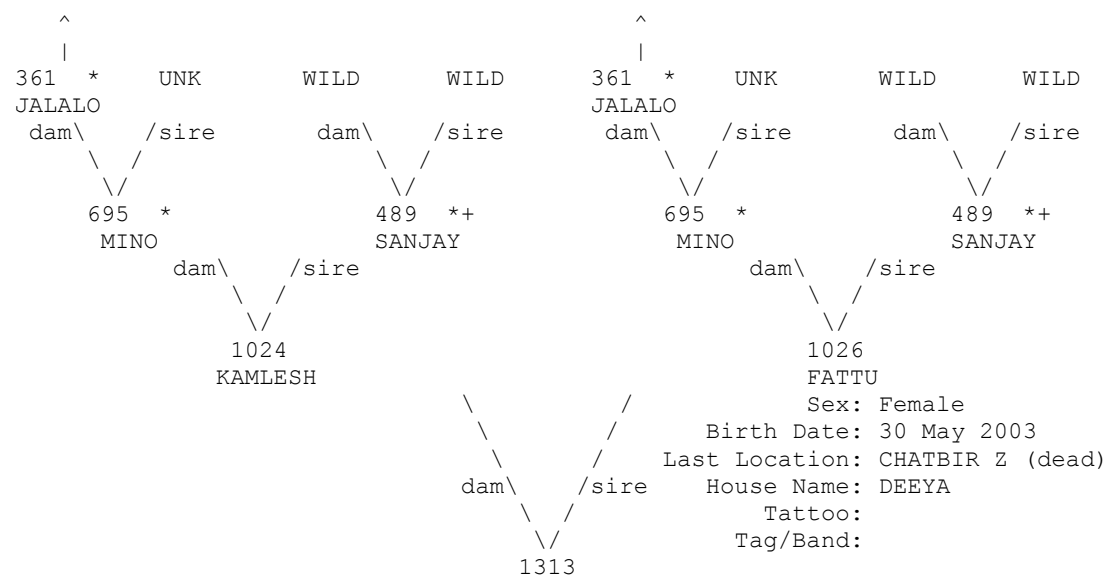 ^ ^
| |
361 * UNK WILD WILD 361 * UNK WILD WILD
JALALO JALALO
dam\ /sire dam\ /sire dam\ /sire dam\ /sire
\ / \ / \ / \ /
\/ \/ \/ \/
695 * 489 *+ 695 * 489 *+
MINO SANJAY MINO SANJAY
dam\ /sire dam\ /sire
\ / \ /
\/ \/
1024 1026
KAMLESH FATTU
\ / Sex: Female
\ / Birth Date: 30 May 2003
\ / Last Location: CHATBIR Z (dead)
dam\ /sire House Name: DEEYA
\ / Tattoo:
\/ Tag/Band:
1313